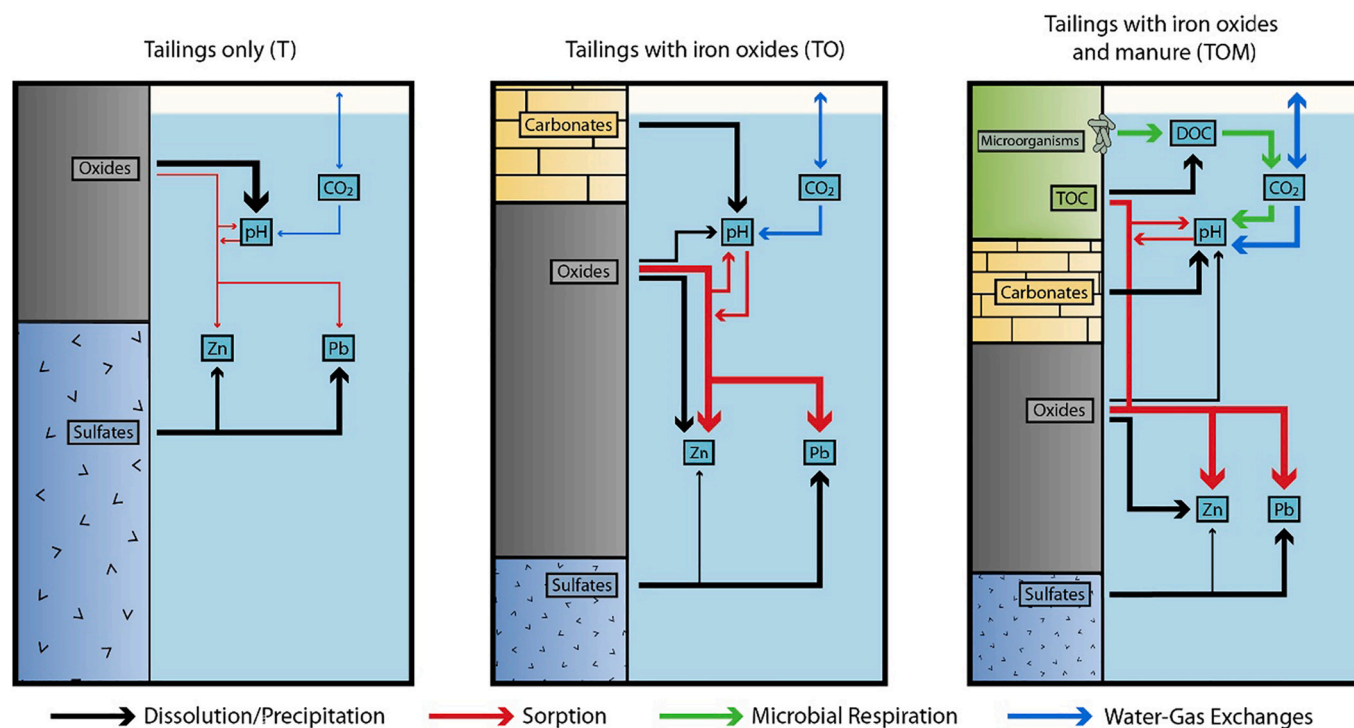 Tailings only (T)
Oxides
CO₂
pH
Zn
Pb
Sulfates
Tailings with iron oxides (TO)
Carbonates
CO₂
pH
Oxides
Zn
Pb
Sulfates
Tailings with iron oxides
and manure (TOM)
Microorganisms
DOC
CO₂
TOC
pH
Carbonates
Oxides
Zn
Pb
Sulfates
Dissolution/Precipitation
Sorption
Microbial Respiration
Water-Gas Exchanges